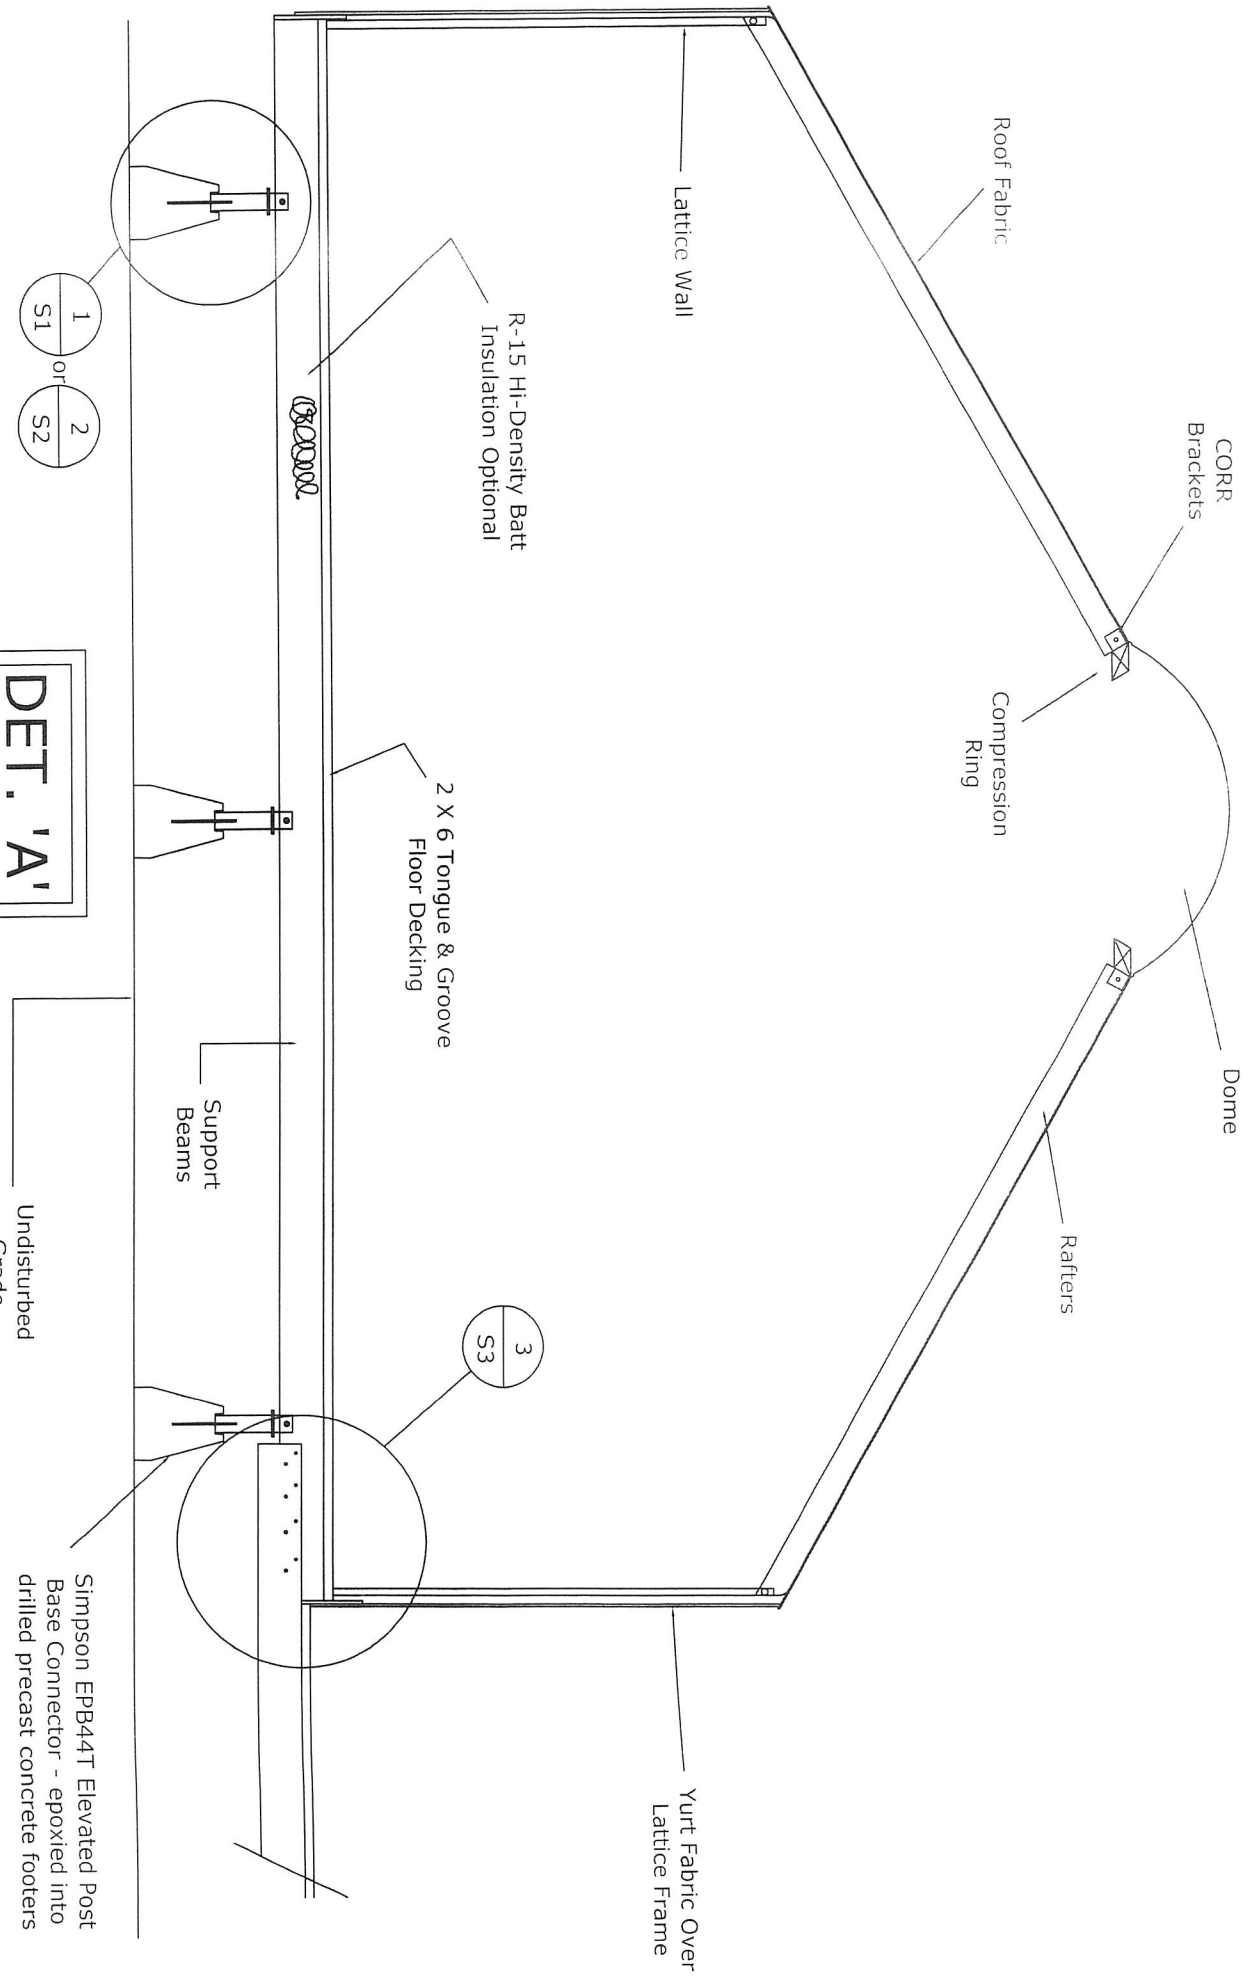 CORR
Brackets
Dome
Roof Fabric
Compression
Ring
Rafters
Lattice Wall
Yurt Fabric Over
Lattice Frame
R-15 Hi-Density Batt
Insulation Optional
2 X 6 Tongue & Groove
Floor Decking
3
S3
Support
Beams
1
S1
or
2
S2
Simpson EPB44T Elevated Post
Base Connector - epoxied into
drilled precast concrete footers
DET. 'A'
Undisturbed